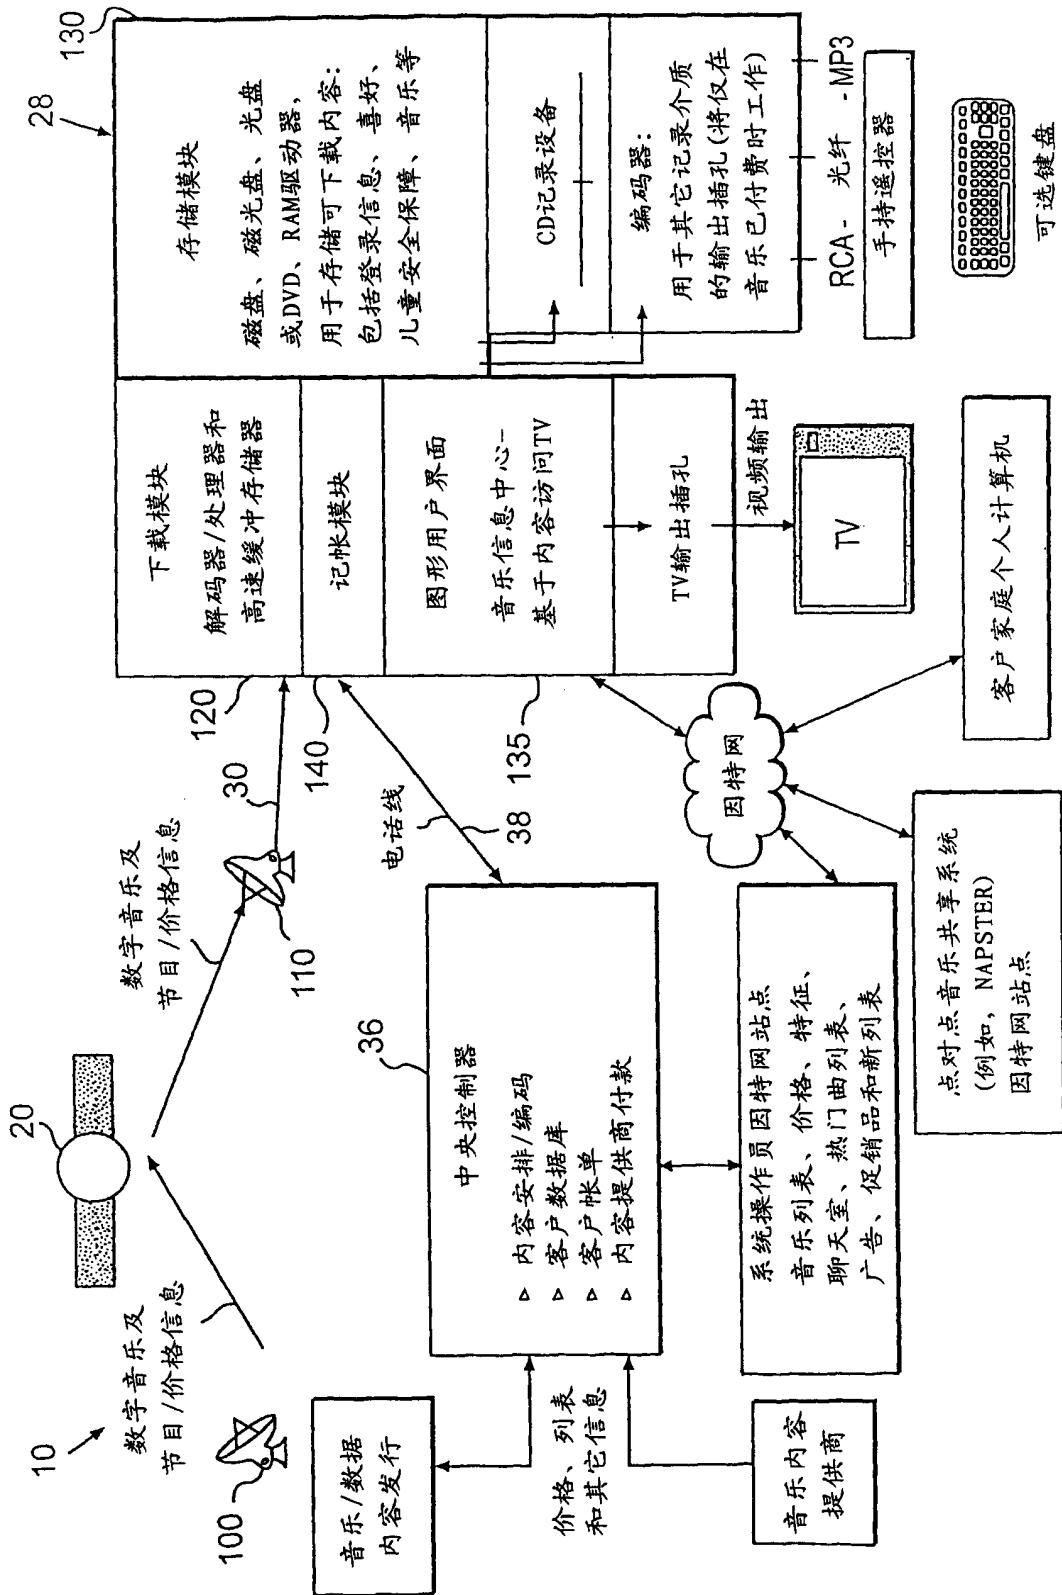 10
20
数字音乐及
节目/价格信息
100
数字音乐及
节目/价格信息
110
30
28
130
120
下载模块
解码器/处理器和
高速缓冲存储器
140
记帐模块
135
图形用户界面
音乐信息中心-
基于内容访问TV
TV输出插孔
视频输出
TV
存储模块
磁盘、磁光盘、光盘
或DVD、RAM驱动器，
用于存储可下载内容：
包括登录信息、喜好、
儿童安全保障、音乐等
CD记录设备
编码器：
用于其它记录介质
的输出插孔(将仅在
音乐已付费时工作)
RCA- 光纤 -MP3
手持遥控器
可选键盘
电话线
38
36
中央控制器
▷ 内容安排/编码
▷ 客户数据库
▷ 客户帐单
▷ 内容提供商付款
音乐/数据
内容发行
价格、列表
和其它信息
音乐内容
提供商
系统操作员因特网站点
音乐列表、价格、特征、
聊天室、热门曲列表、
广告、促销品和新列表
因特网
点对点音乐共享系统
(例如，NAPSTER)
因特网站点
客户家庭个人计算机